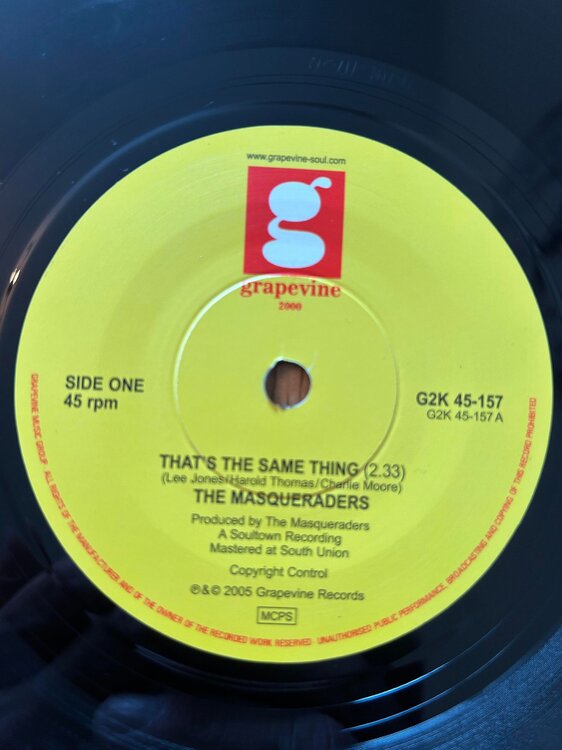 www.grapevine-soul.com
g
grapevine
2000
SIDE ONE
45 rpm
G2K 45-157
G2K 45-157 A
THAT'S THE SAME THING (2.33)
(Lee Jones/Harold Thomas/Charlie Moore)
THE MASQUERADERS
Produced by The Masqueraders
A Soultown Recording
Mastered at South Union
Copyright Control
℗&© 2005 Grapevine Records
MCPS
GRAPEVINE MUSIC GROUP · ALL RIGHTS OF THE MANUFACTURER AND OF THE OWNER OF THE RECORDED WORK RESERVED · UNAUTHORISED PUBLIC PERFORMANCE, BROADCASTING AND COPYING OF THIS RECORD PROHIBITED